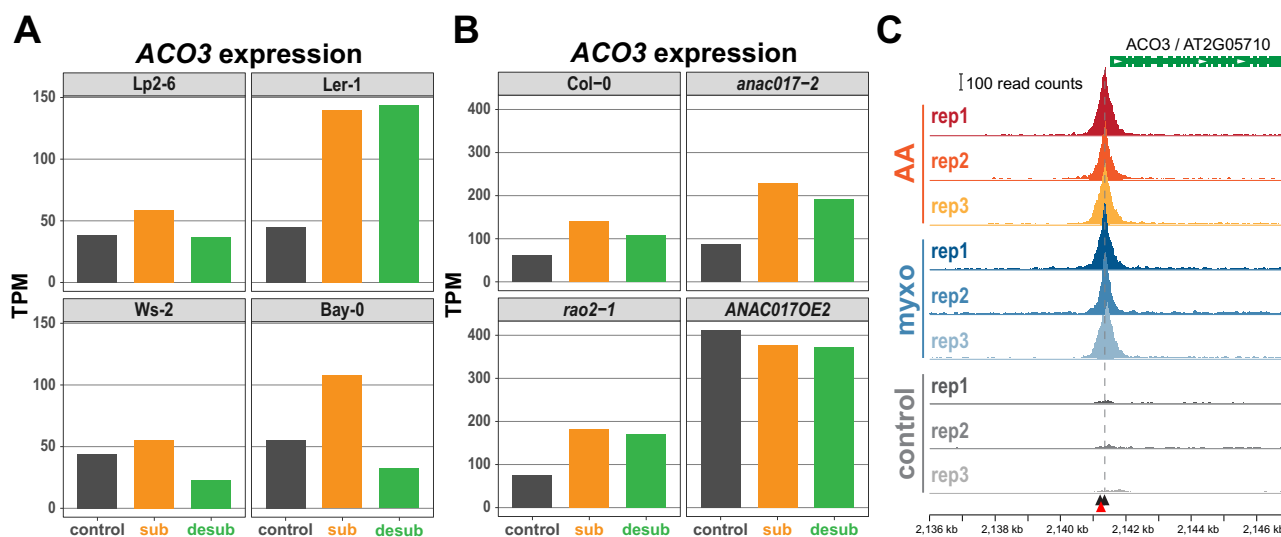 A
ACO3 expression
TPM
Lp2-6
Ler-1
150
100
50
0
Ws-2
Bay-0
150
100
50
0
control sub desub
control sub desub
B
ACO3 expression
TPM
Col−0
anac017−2
400
300
200
100
0
rao2−1
ANAC017OE2
400
300
200
100
0
control sub desub
control sub desub
C
ACO3 / AT2G05710
100 read counts
AA
rep1
rep2
rep3
myxo
rep1
rep2
rep3
control
rep1
rep2
rep3
2,136 kb 2,138 kb 2,140 kb 2,142 kb 2,144 kb 2,146 kb